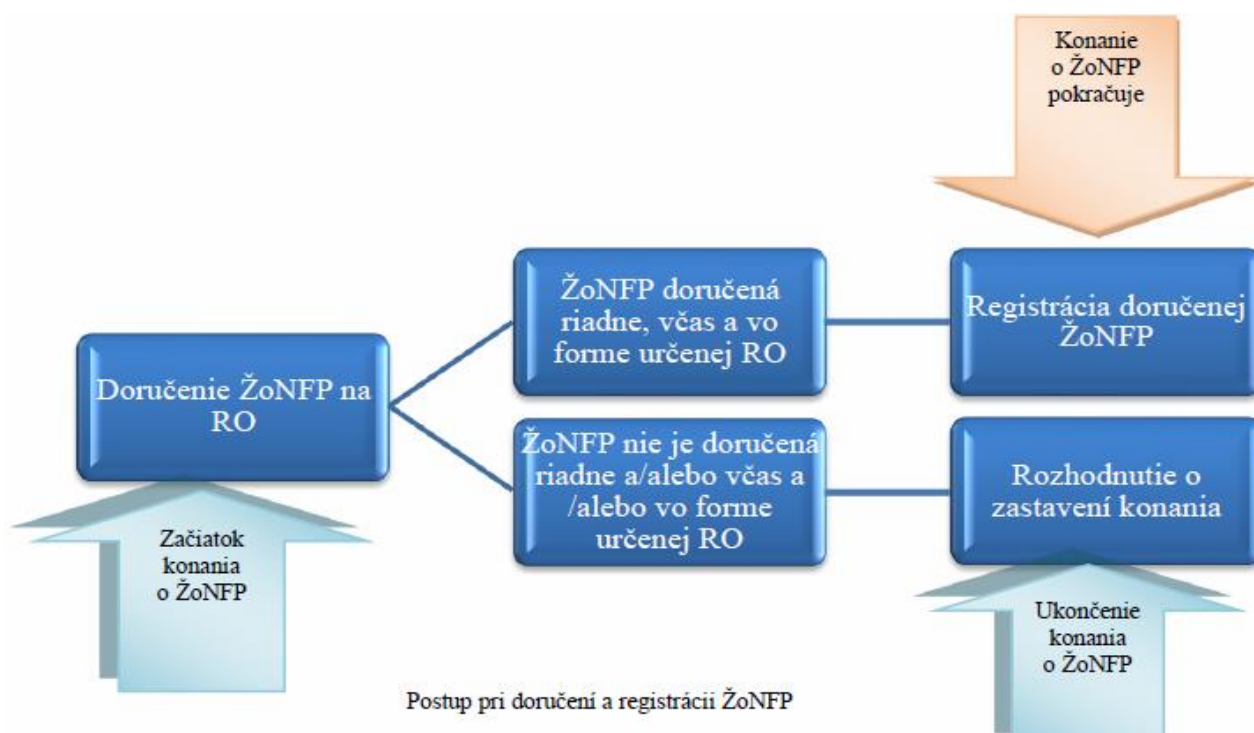 Konanie
o ŽoNFP
pokračuje
ŽoNFP doručená
riadne, včas a vo
forme určenej RO
Registrácia doručenej
ŽoNFP
Doručenie ŽoNFP na
RO
ŽoNFP nie je doručená
riadne a/alebo včas a
/alebo vo forme
určenej RO
Rozhodnutie o
zastavení konania
Začiatok
konania
o ŽoNFP
Ukončenie
konania
o ŽoNFP
Postup pri doručení a registrácii ŽoNFP